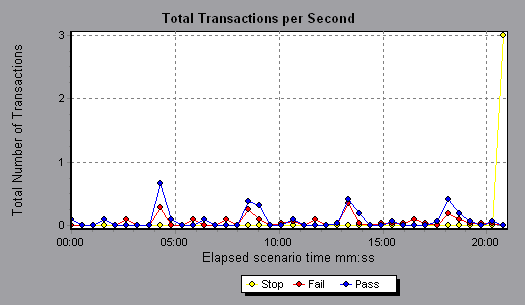 Total Transactions per Second
Total Number of Transactions
3
2
1
0
00:00 05:00 10:00 15:00 20:00
Elapsed scenario time mm:ss
Stop Fail Pass